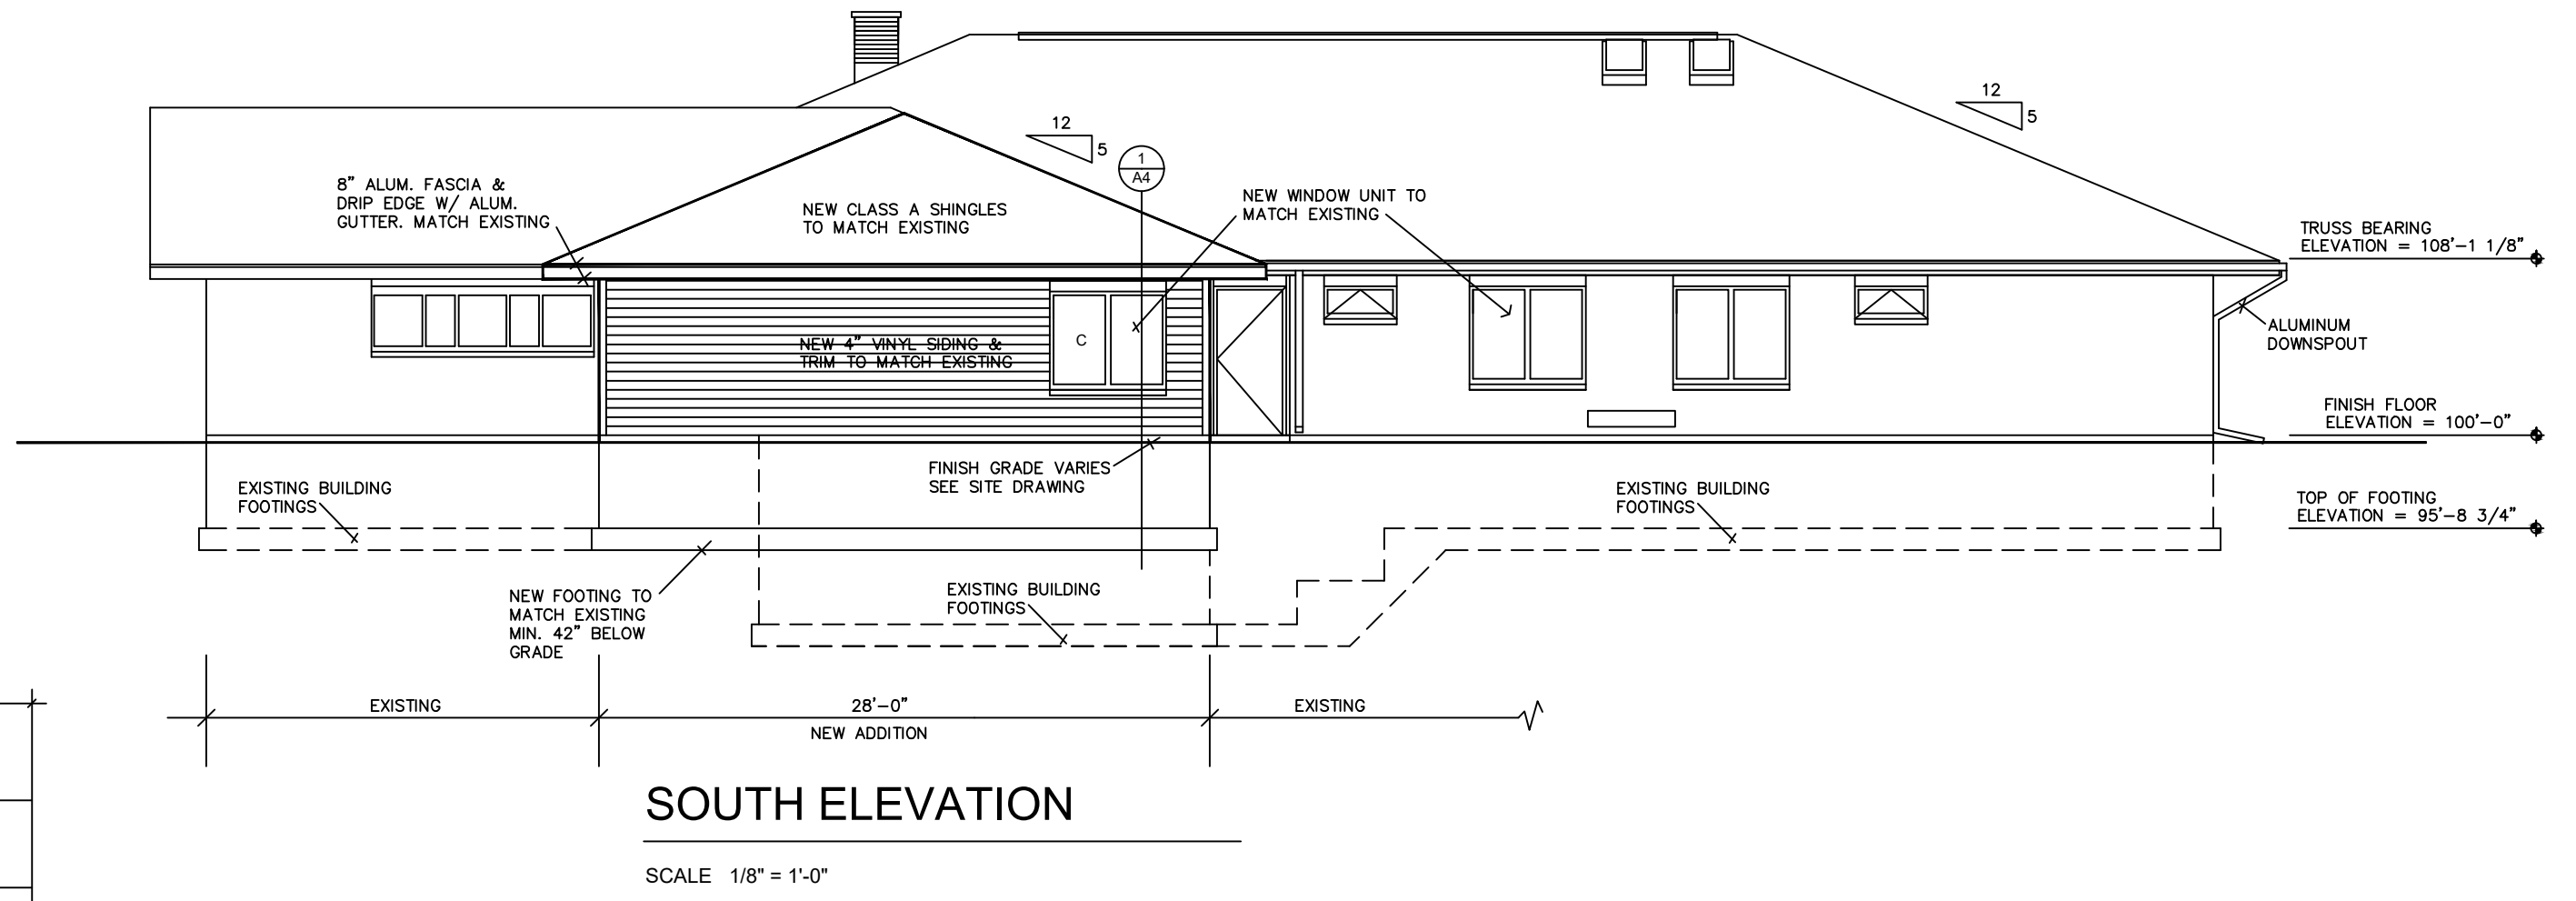 12
5
12
5
1
A4
8” ALUM. FASCIA &
DRIP EDGE W/ ALUM.
GUTTER. MATCH EXISTING
NEW CLASS A SHINGLES
TO MATCH EXISTING
NEW WINDOW UNIT TO
MATCH EXISTING
TRUSS BEARING
ELEVATION = 108'-1 1/8”
NEW 4” VINYL SIDING &
TRIM TO MATCH EXISTING
C
ALUMINUM
DOWNSPOUT
FINISH FLOOR
ELEVATION = 100'-0”
FINISH GRADE VARIES
SEE SITE DRAWING
EXISTING BUILDING
FOOTINGS
EXISTING BUILDING
FOOTINGS
TOP OF FOOTING
ELEVATION = 95'-8 3/4”
NEW FOOTING TO
MATCH EXISTING
MIN. 42” BELOW
GRADE
EXISTING BUILDING
FOOTINGS
EXISTING
28'-0”
NEW ADDITION
EXISTING
SOUTH ELEVATION
SCALE 1/8" = 1'-0"